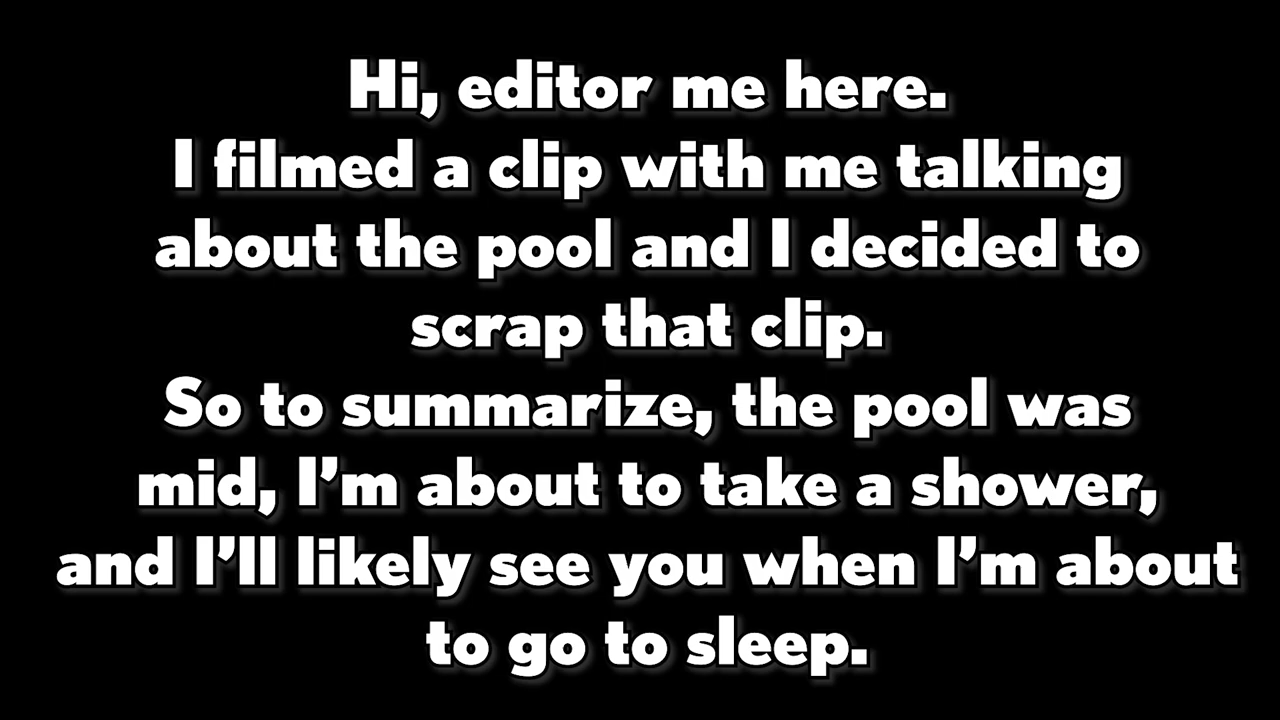 Hi, editor me here.
I filmed a clip with me talking
about the pool and I decided to
scrap that clip.
So to summarize, the pool was
mid, I'm about to take a shower,
and I'll likely see you when I'm about
to go to sleep.